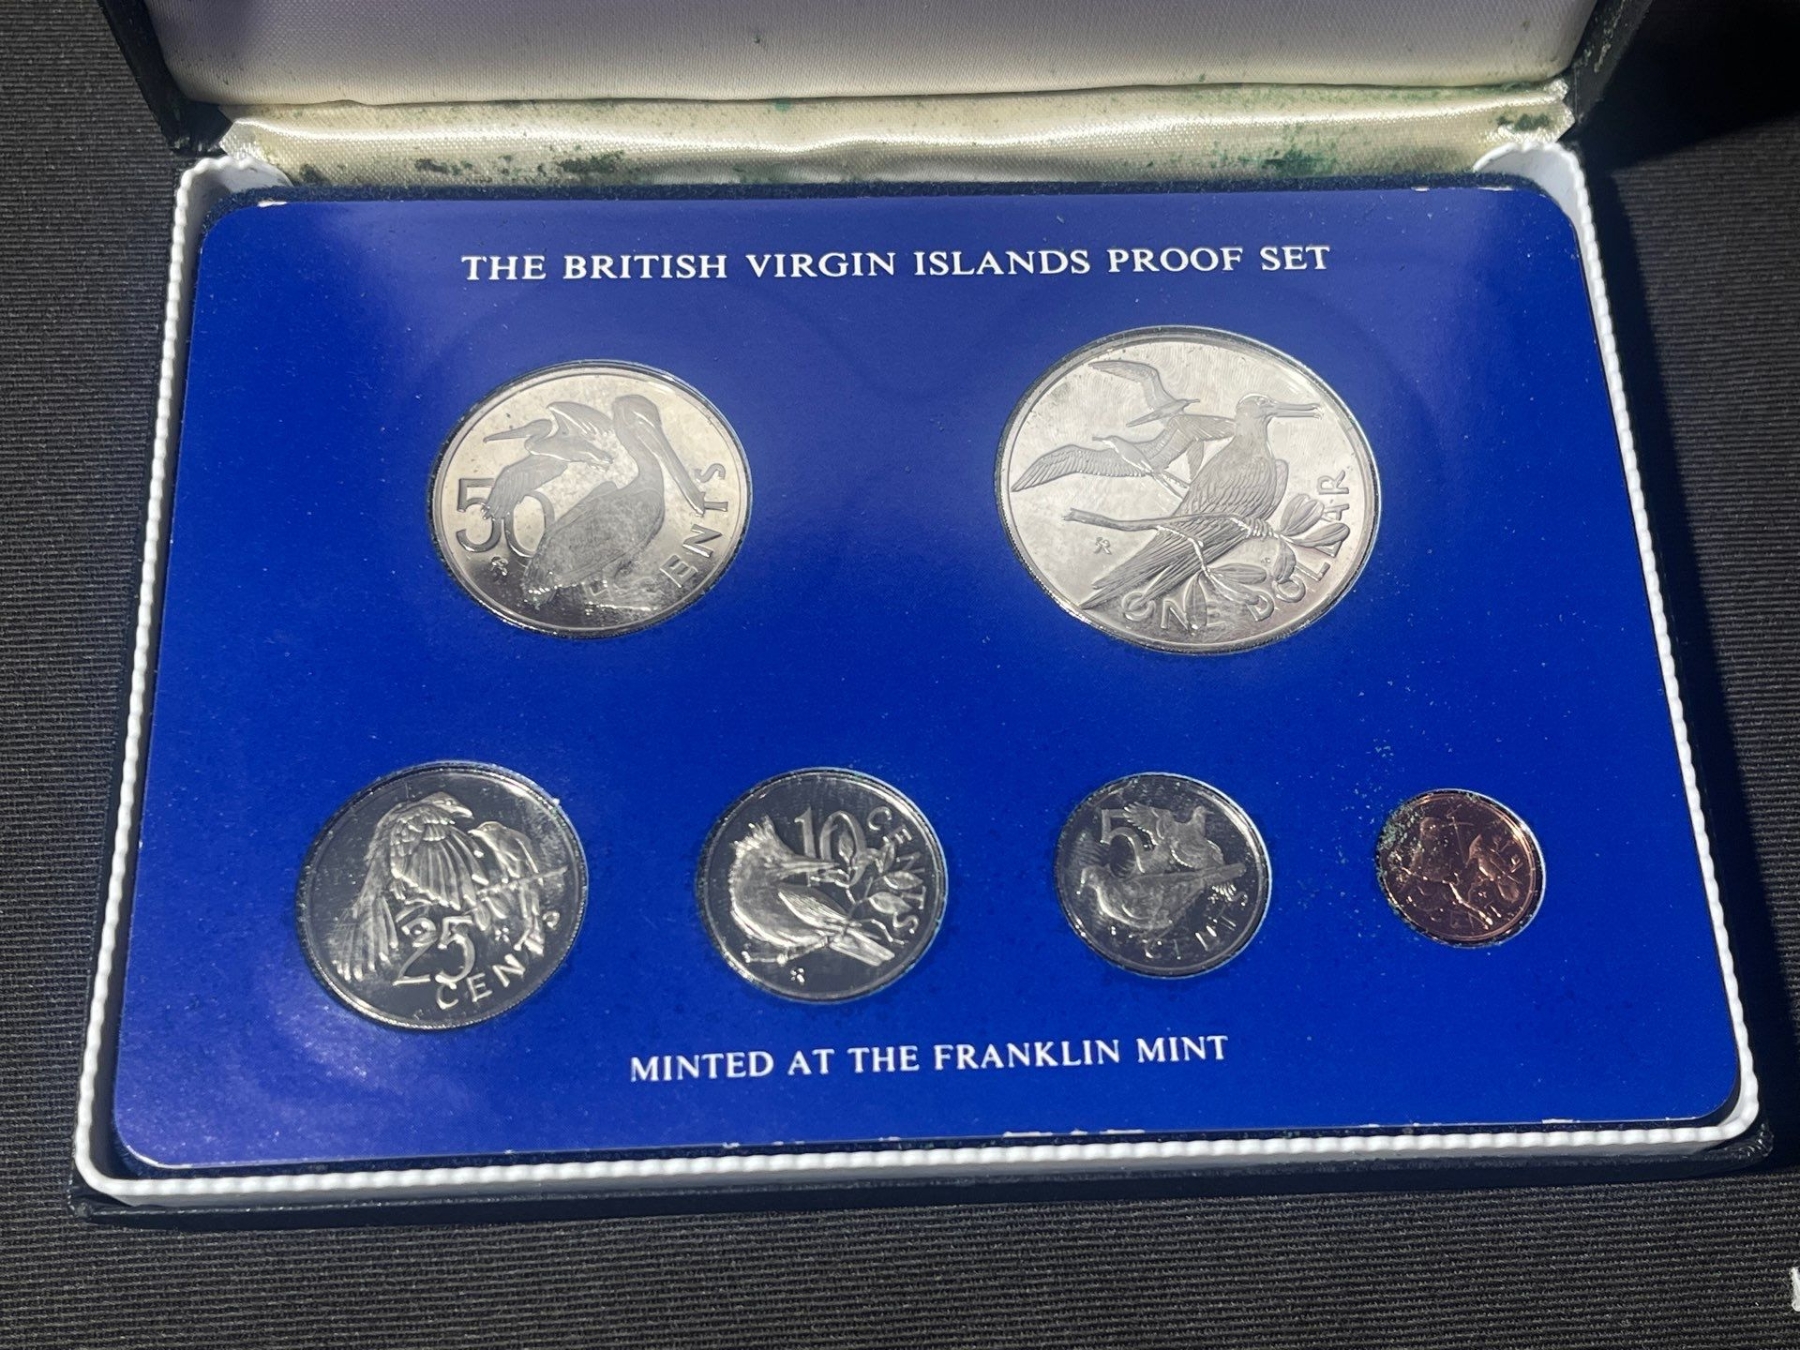 THE BRITISH VIRGIN ISLANDS PROOF SET
50 CENTS
ONE DOLLAR
25 CENTS
10 CENTS
5
MINTED AT THE FRANKLIN MINT